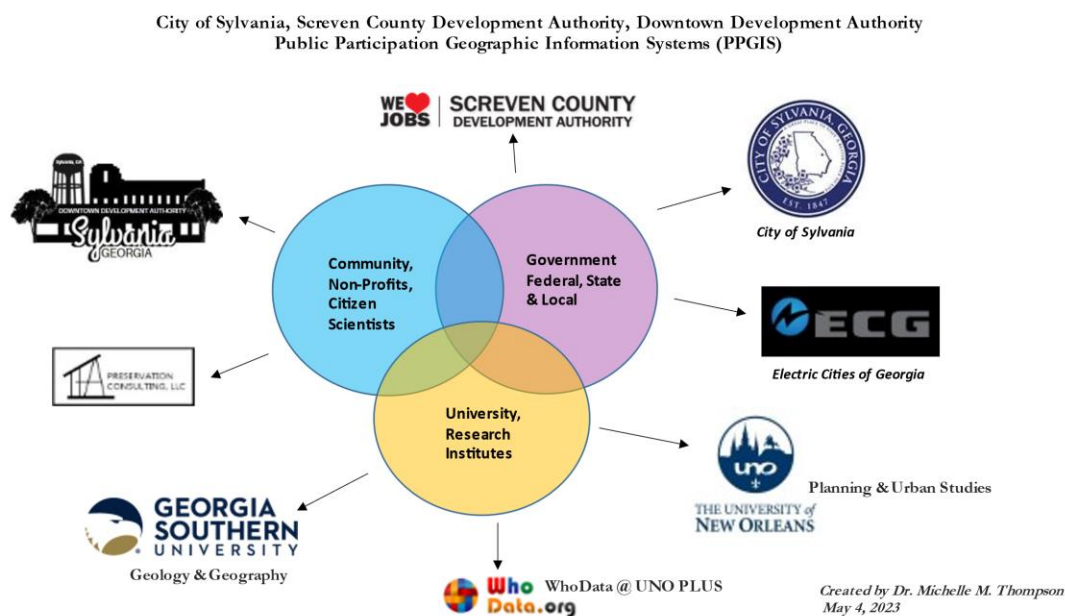 City of Sylvania, Screven County Development Authority, Downtown Development Authority
Public Participation Geographic Information Systems (PPGIS)
WE
JOBS
SCREVEN COUNTY
DEVELOPMENT AUTHORITY
CITY OF SYLVANIA, GEORGIA
EST. 1847
City of Sylvania
Sylvania, GA
DOWNTOWN DEVELOPMENT AUTHORITY
Sylvania
GEORGIA
Community,
Non-Profits,
Citizen
Scientists
Government
Federal, State
& Local
ECG
Electric Cities of Georgia
PRESERVATION
CONSULTING, LLC
University,
Research
Institutes
uno
THE UNIVERSITY of
NEW ORLEANS
Planning & Urban Studies
GEORGIA
SOUTHERN
UNIVERSITY
Geology & Geography
Who
Data.org
WhoData @ UNO PLUS
Created by Dr. Michelle M. Thompson
May 4, 2023